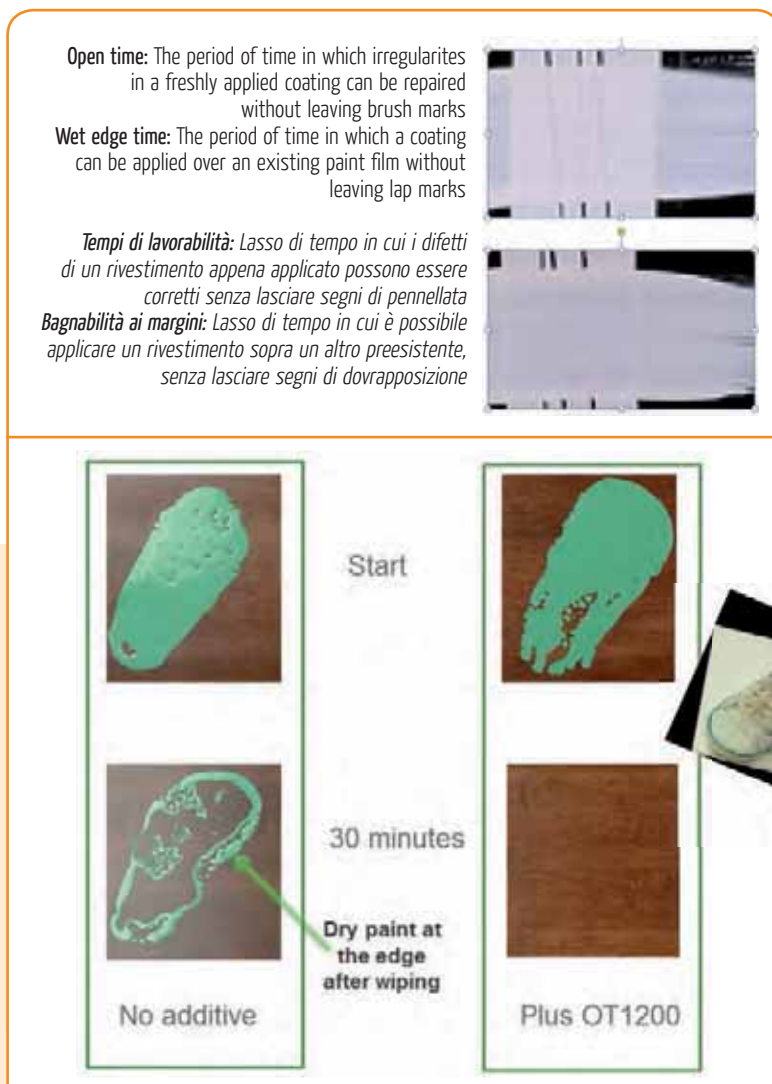 Open time: The period of time in which irregularites
in a freshly applied coating can be repaired
without leaving brush marks
Wet edge time: The period of time in which a coating
can be applied over an existing paint film without
leaving lap marks
Tempi di lavorabilità: Lasso di tempo in cui i difetti
di un rivestimento appena applicato possono essere
corretti senza lasciare segni di pennellata
Bagnabilità ai margini: Lasso di tempo in cui è possibile
applicare un rivestimento sopra un altro preesistente,
senza lasciare segni di dovrapposizione
Start
30 minutes
Dry paint at
the edge
after wiping
No additive
Plus OT1200